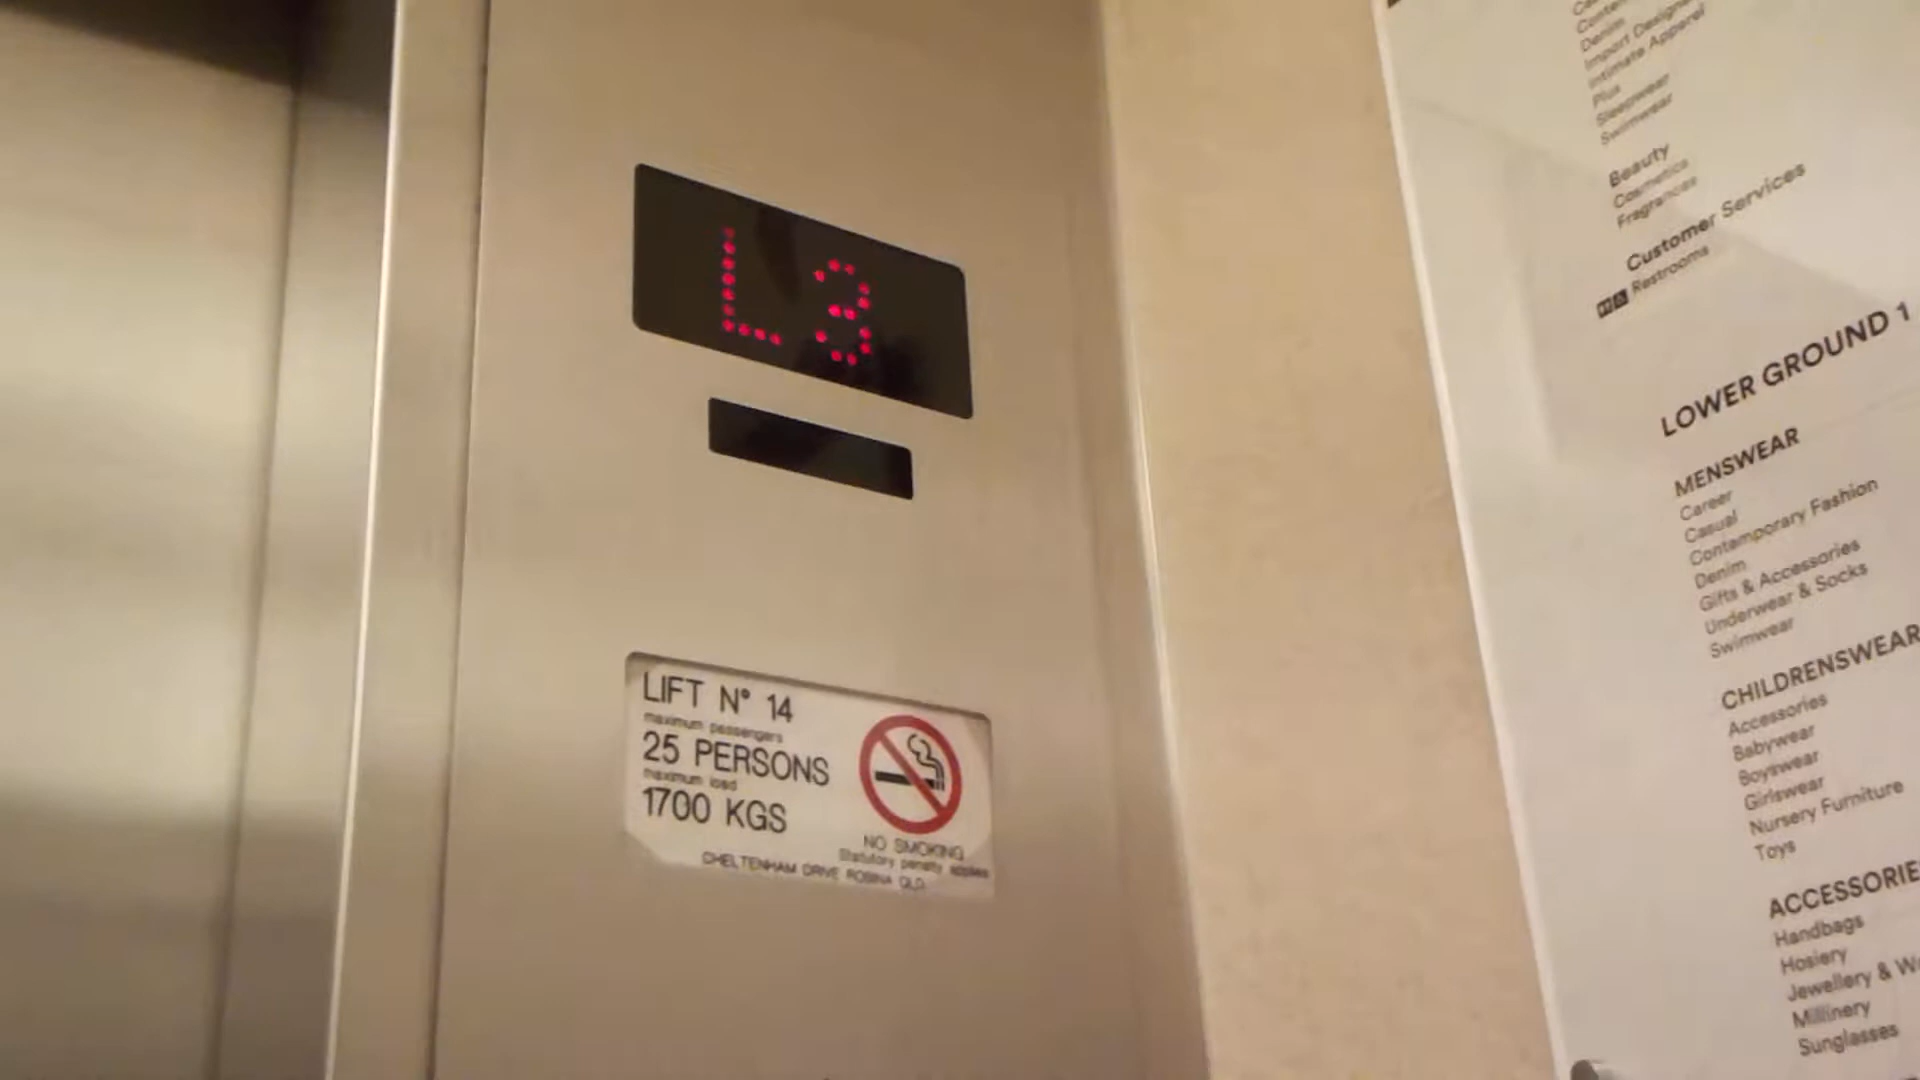 L3
LIFT Nº 14
maximum passengers
25 PERSONS
maximum load
1700 KGS
NO SMOKING
Statutory penalty applies
CHELTENHAM DRIVE ROBINA QLD.
Denim
Import Designer
Intimate Apparel
Plus
Sleepwear
Swimwear
Beauty
Cosmetics
Fragrances
Customer Services
Restrooms
LOWER GROUND 1
MENSWEAR
Career
Casual
Contemporary Fashion
Denim
Gifts & Accessories
Underwear & Socks
Swimwear
CHILDRENSWEAR
Accessories
Babywear
Boyswear
Girlswear
Nursery Furniture
Toys
ACCESSORIE
Handbags
Hosiery
Jewellery & W
Millinery
Sunglasses